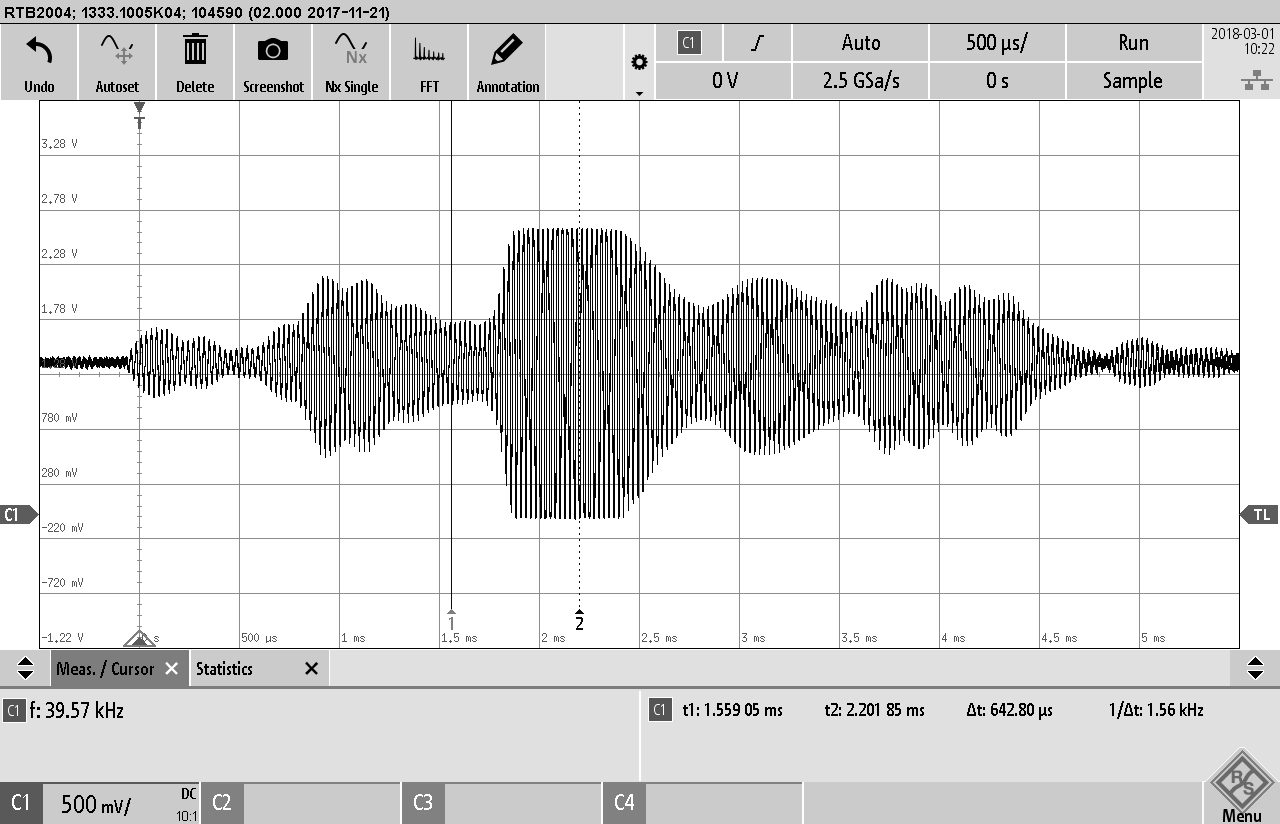 RTB2004; 1333.1005K04; 104590 (02.000 2017-11-21)
Undo Autoset Delete Screenshot Nx Single FFT Annotation
Nx
C1 Auto 500 µs/ Run
0 V 2.5 GSa/s 0 s Sample
2018-03-01
10:22
T
3.28 V
2.78 V
2.28 V
1.78 V
780 mV
280 mV
C1
TL
-220 mV
-720 mV
1 2
-1.22 V s 500 µs 1 ms 1.5 ms 2 ms 2.5 ms 3 ms 3.5 ms 4 ms 4.5 ms 5 ms
Meas. / Cursor Statistics
C1 f: 39.57 kHz
C1 t1: 1.559 05 ms t2: 2.201 85 ms Δt: 642.80 µs 1/Δt: 1.56 kHz
C1 500 mV/ DC 10:1 C2 C3 C4
R S
Menu